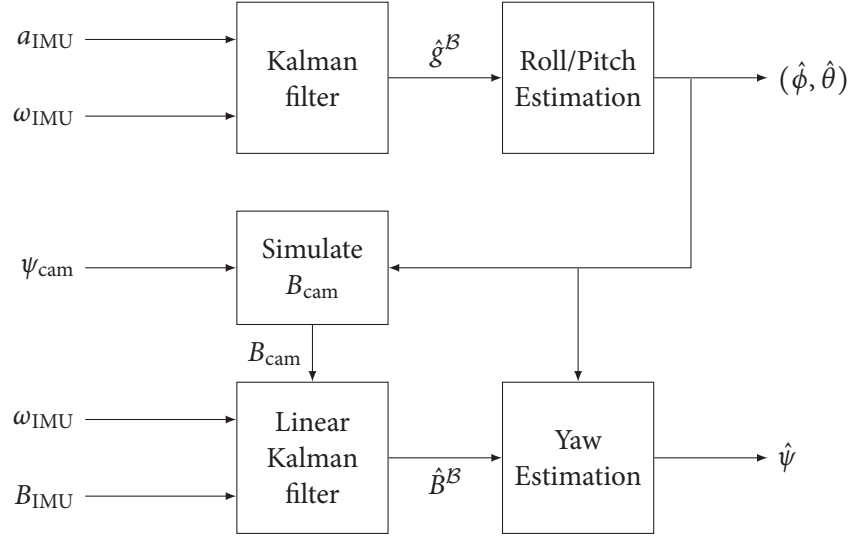 a_IMU
ω_IMU
Kalman
filter
ĝ^ℬ
Roll/Pitch
Estimation
(ϕ̂, θ̂)
ψ_cam
Simulate
B_cam
B_cam
ω_IMU
B_IMU
Linear
Kalman
filter
B̂^ℬ
Yaw
Estimation
ψ̂